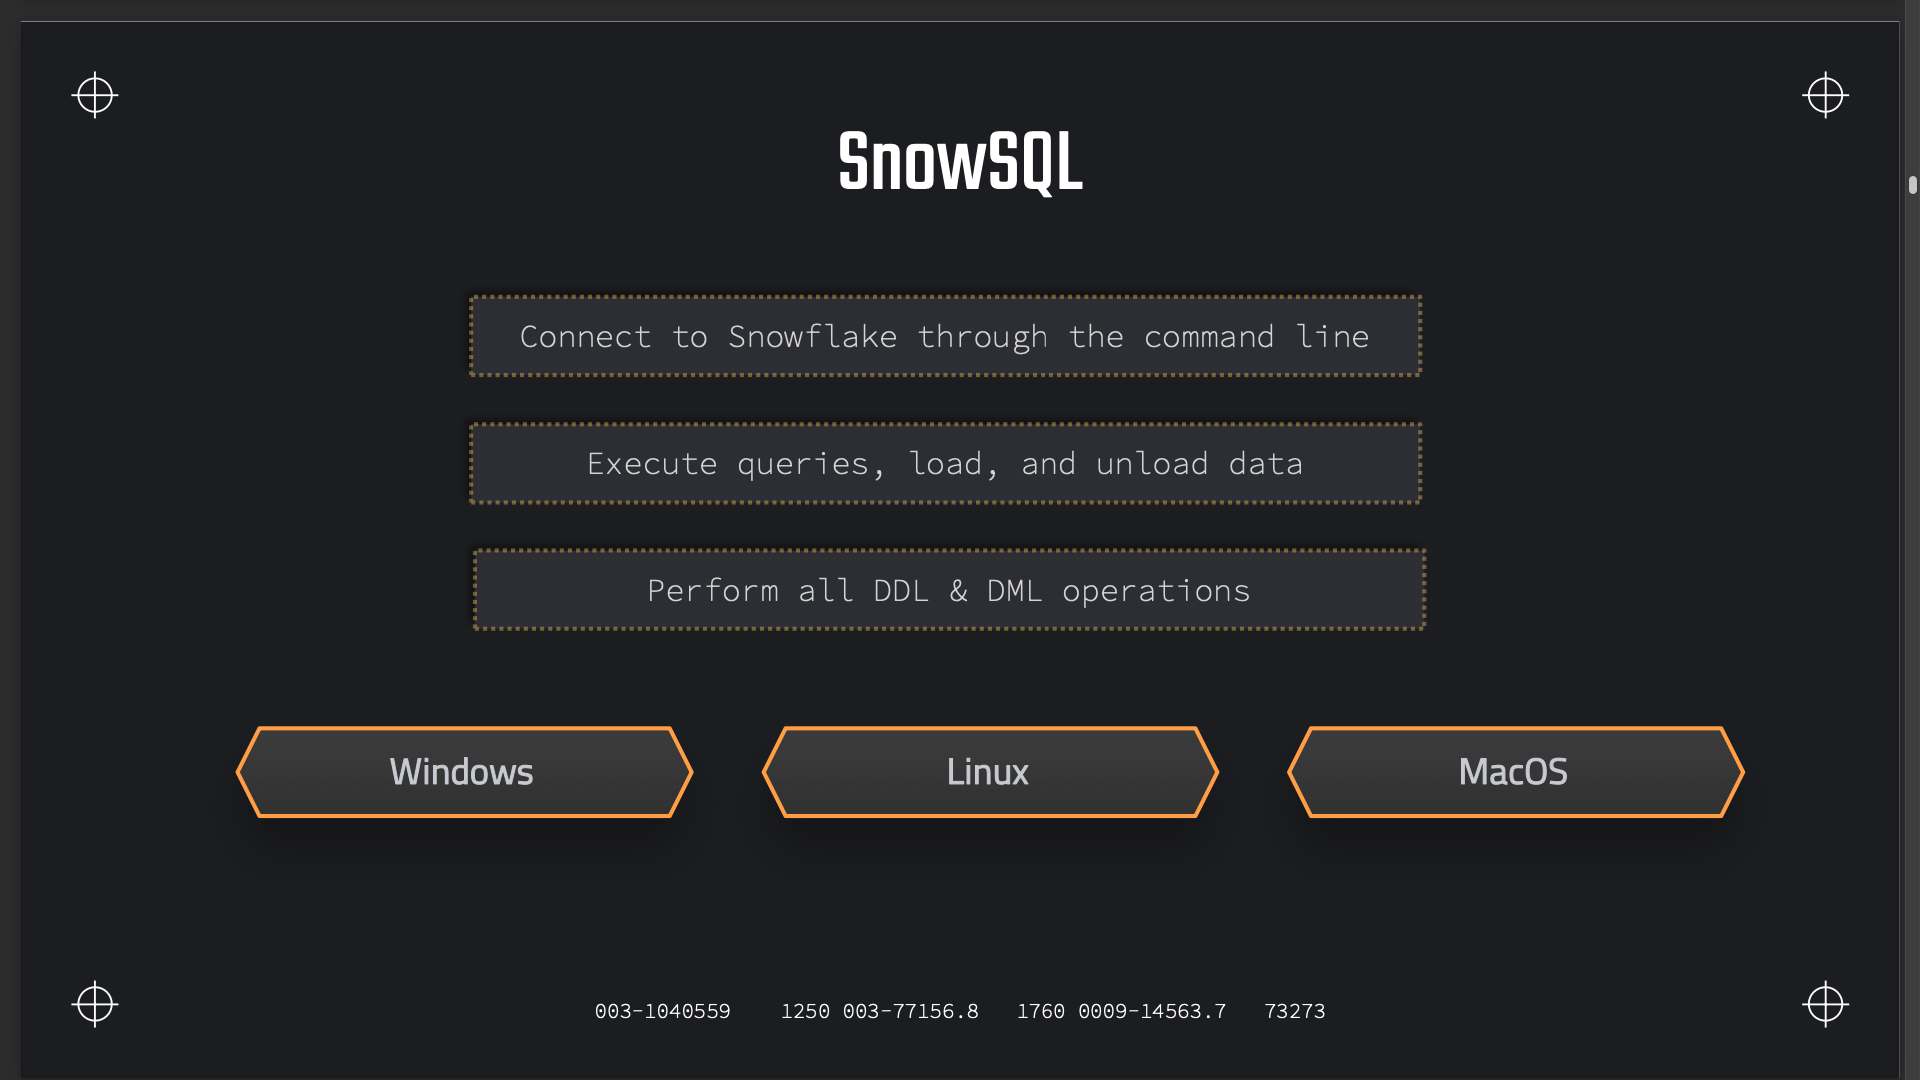 SnowSQL
Connect to Snowflake through the command line
Execute queries, load, and unload data
Perform all DDL & DML operations
Windows
Linux
MacOS
003-1040559 1250 003-77156.8 1760 0009-14563.7 73273